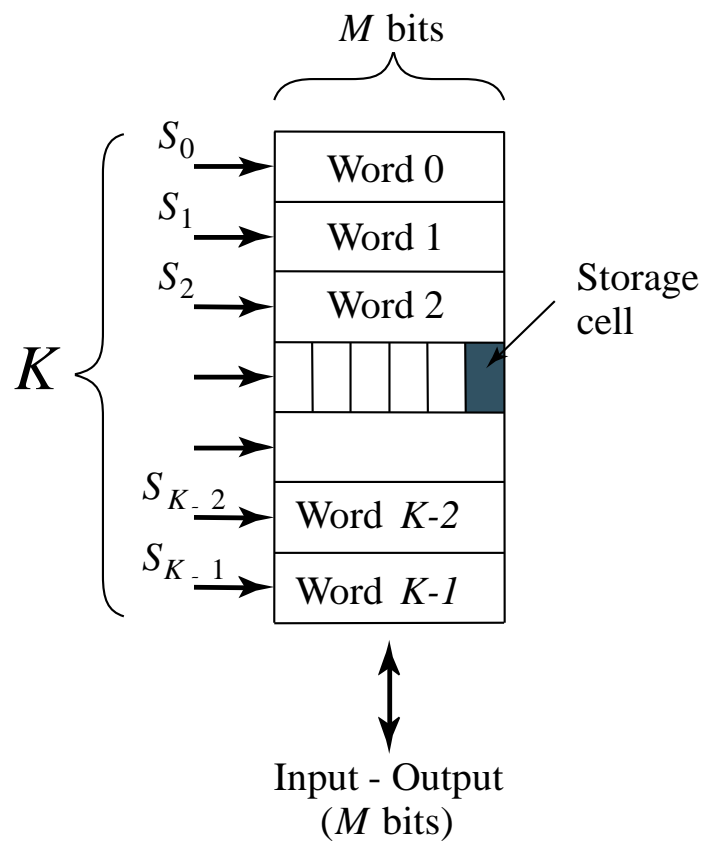 M bits
S0
Word 0
S1
Word 1
S2
Word 2
Storage
cell
K
SK- 2
Word K-2
SK - 1
Word K-1
Input - Output
(M bits)